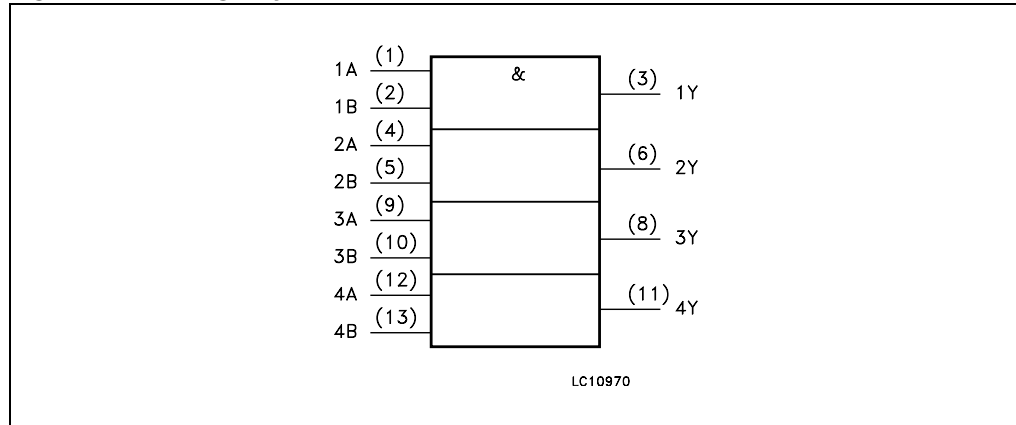 1A (1) & (3) 1Y
1B (2)
2A (4) (6) 2Y
2B (5)
3A (9) (8) 3Y
3B (10)
4A (12) (11) 4Y
4B (13)
LC10970